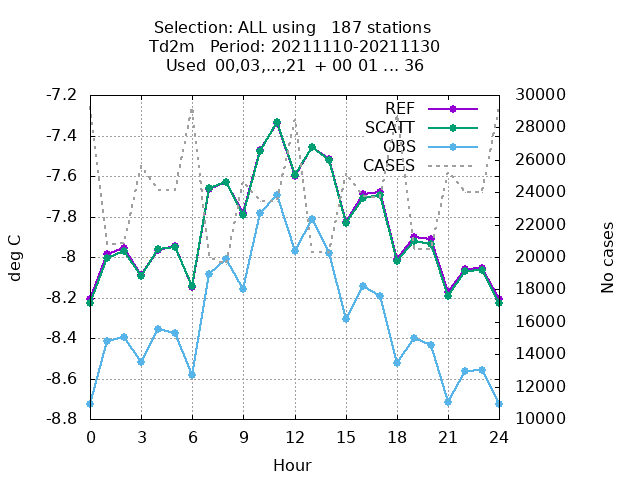 Selection: ALL using   187 stations
Td2m   Period: 20211110-20211130
Used  00,03,...,21  + 00 01 ... 36
-7.2
-7.4
-7.6
-7.8
-8
-8.2
-8.4
-8.6
-8.8
deg C
REF
SCATT
OBS
CASES
30000
28000
26000
24000
22000
20000
18000
16000
14000
12000
10000
No cases
0 3 6 9 12 15 18 21 24
Hour